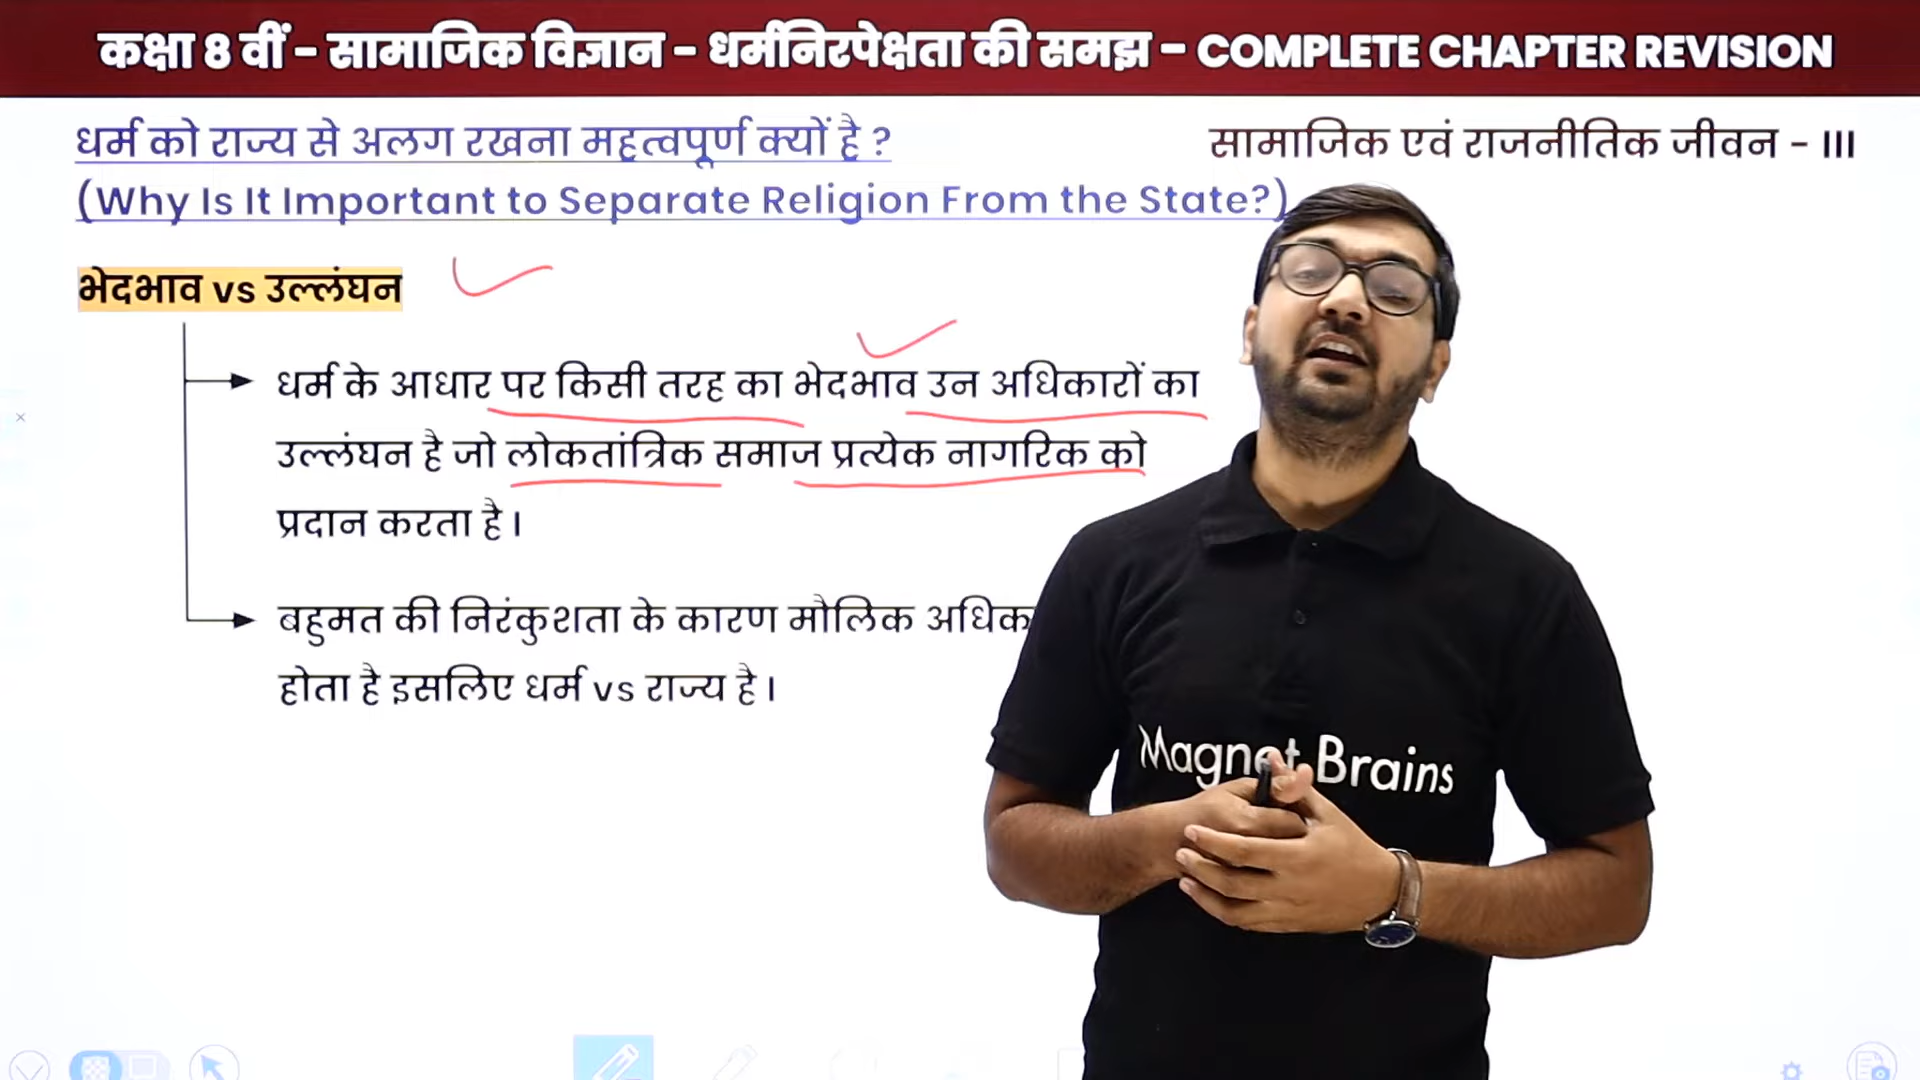 कक्षा 8 वीं - सामाजिक विज्ञान - धर्मनिरपेक्षता की समझ - COMPLETE CHAPTER REVISION
धर्म को राज्य से अलग रखना महत्वपूर्ण क्यों है ?
सामाजिक एवं राजनीतिक जीवन - III
(Why Is It Important to Separate Religion From the State?)
भेदभाव vs उल्लंघन
धर्म के आधार पर किसी तरह का भेदभाव उन अधिकारों का
उल्लंघन है जो लोकतांत्रिक समाज प्रत्येक नागरिक को
प्रदान करता है।
बहुमत की निरंकुशता के कारण मौलिक
होता है इसलिए धर्म vs राज्य है।
Magnet Brains